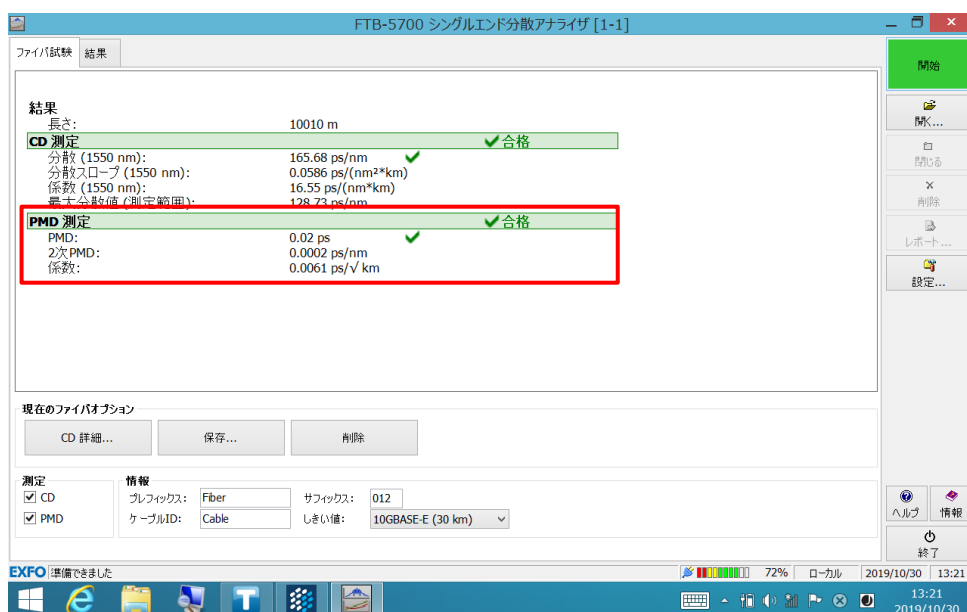 FTB-5700 シングルエンド分散アナライザ [1-1]
ファイバ試験 結果
開始
結果
長さ: 10010 m
開く...
CD 測定 ✔合格
分散 (1550 nm): 165.68 ps/nm ✔
閉じる
分散スロープ (1550 nm): 0.0586 ps/(nm²*km)
係数 (1550 nm): 16.55 ps/(nm*km)
最大分散値 (測定範囲): 128.73 ps/nm
削除
PMD 測定 ✔合格
PMD: 0.02 ps ✔
レポート...
2次PMD: 0.0002 ps/nm
係数: 0.0061 ps/√ km
設定...
現在のファイバオプション
CD 詳細... 保存... 削除
測定 情報
CD プレフィックス: Fiber サフィックス: 012
PMD ケーブルID: Cable しきい値: 10GBASE-E (30 km)
ヘルプ 情報
終了
EXFO 準備できました 72% ローカル 2019/10/30 13:21
13:21
2019/10/30